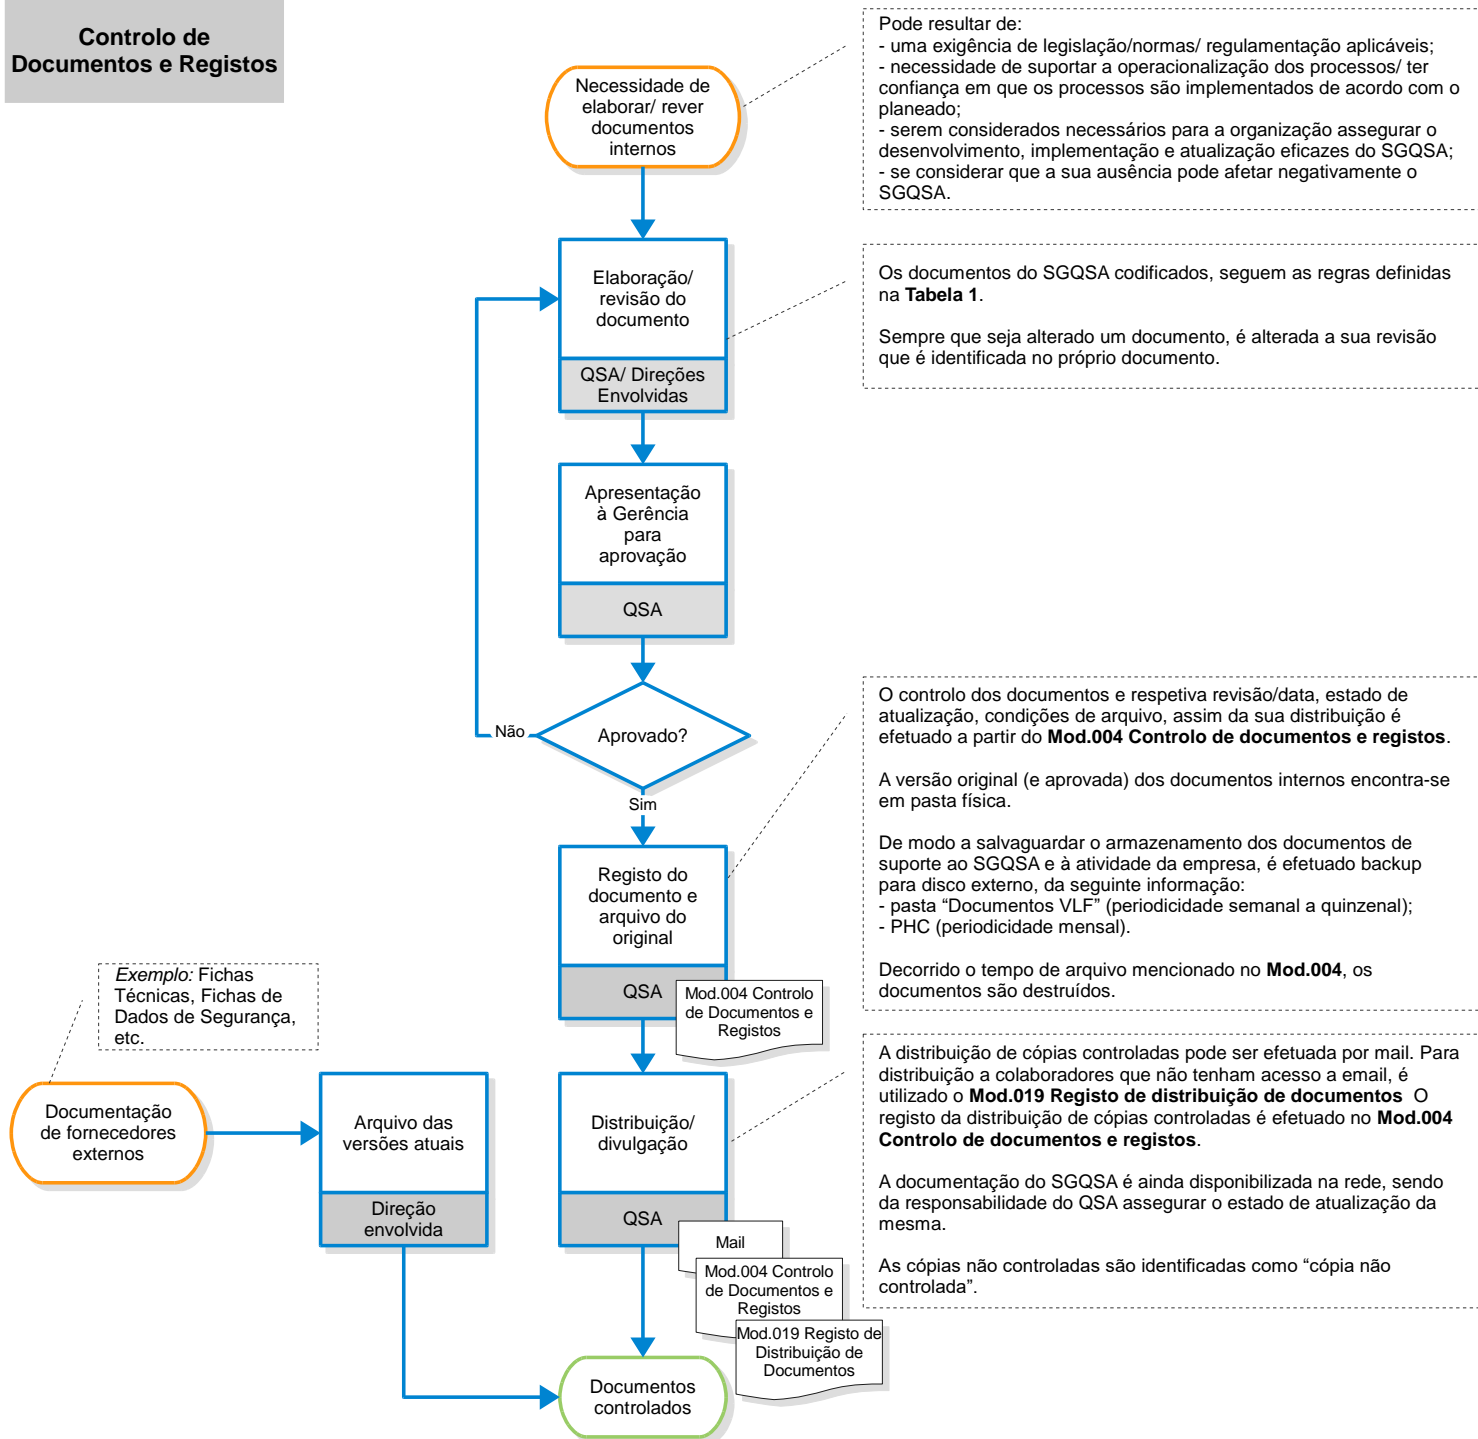 Controlo de
Documentos e Registos
Necessidade de
elaborar/ rever
documentos
internos
Pode resultar de:
- uma exigência de legislação/normas/ regulamentação aplicáveis;
- necessidade de suportar a operacionalização dos processos/ ter
confiança em que os processos são implementados de acordo com o
planeado;
- serem considerados necessários para a organização assegurar o
desenvolvimento, implementação e atualização eficazes do SGQSA;
- se considerar que a sua ausência pode afetar negativamente o
SGQSA.
Elaboração/
revisão do
documento
QSA/ Direções
Envolvidas
Os documentos do SGQSA codificados, seguem as regras definidas
na Tabela 1.
Sempre que seja alterado um documento, é alterada a sua revisão
que é identificada no próprio documento.
Apresentação
à Gerência
para
aprovação
QSA
Aprovado?
Não
Sim
O controlo dos documentos e respetiva revisão/data, estado de
atualização, condições de arquivo, assim da sua distribuição é
efetuado a partir do Mod.004 Controlo de documentos e registos.
A versão original (e aprovada) dos documentos internos encontra-se
em pasta física.
De modo a salvaguardar o armazenamento dos documentos de
suporte ao SGQSA e à atividade da empresa, é efetuado backup
para disco externo, da seguinte informação:
- pasta “Documentos VLF” (periodicidade semanal a quinzenal);
- PHC (periodicidade mensal).
Decorrido o tempo de arquivo mencionado no Mod.004, os
documentos são destruídos.
Registo do
documento e
arquivo do
original
QSA
Mod.004 Controlo
de Documentos e
Registos
Exemplo: Fichas
Técnicas, Fichas de
Dados de Segurança,
etc.
Documentação
de fornecedores
externos
Arquivo das
versões atuais
Direção
envolvida
Distribuição/
divulgação
QSA
Mail
Mod.004 Controlo
de Documentos e
Registos
Mod.019 Registo de
Distribuição de
Documentos
A distribuição de cópias controladas pode ser efetuada por mail. Para
distribuição a colaboradores que não tenham acesso a email, é
utilizado o Mod.019 Registo de distribuição de documentos O
registo da distribuição de cópias controladas é efetuado no Mod.004
Controlo de documentos e registos.
A documentação do SGQSA é ainda disponibilizada na rede, sendo
da responsabilidade do QSA assegurar o estado de atualização da
mesma.
As cópias não controladas são identificadas como “cópia não
controlada”.
Documentos
controlados